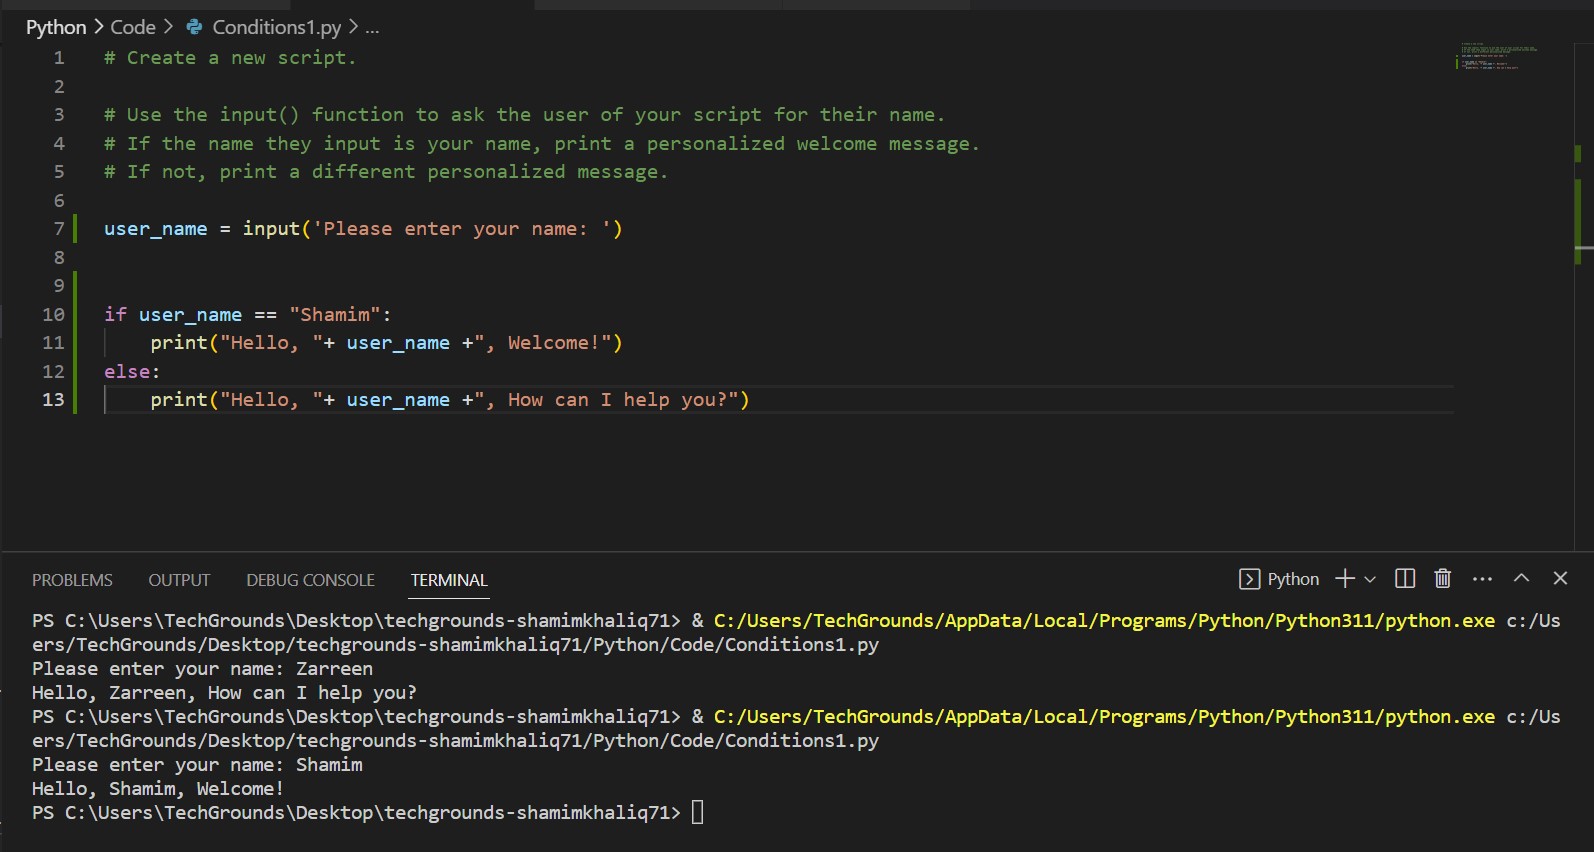 Python > Code > Conditions1.py > ...
1 # Create a new script.
2
3 # Use the input() function to ask the user of your script for their name.
4 # If the name they input is your name, print a personalized welcome message.
5 # If not, print a different personalized message.
6
7 user_name = input('Please enter your name: ')
8
9
10 if user_name == "Shamim":
11     print("Hello, "+ user_name +", Welcome!")
12 else:
13     print("Hello, "+ user_name +", How can I help you?")
PROBLEMS OUTPUT DEBUG CONSOLE TERMINAL Python
PS C:\Users\TechGrounds\Desktop\techgrounds-shamimkhaliq71> & C:/Users/TechGrounds/AppData/Local/Programs/Python/Python311/python.exe c:/Us
ers/TechGrounds/Desktop/techgrounds-shamimkhaliq71/Python/Code/Conditions1.py
Please enter your name: Zarreen
Hello, Zarreen, How can I help you?
PS C:\Users\TechGrounds\Desktop\techgrounds-shamimkhaliq71> & C:/Users/TechGrounds/AppData/Local/Programs/Python/Python311/python.exe c:/Us
ers/TechGrounds/Desktop/techgrounds-shamimkhaliq71/Python/Code/Conditions1.py
Please enter your name: Shamim
Hello, Shamim, Welcome!
PS C:\Users\TechGrounds\Desktop\techgrounds-shamimkhaliq71>